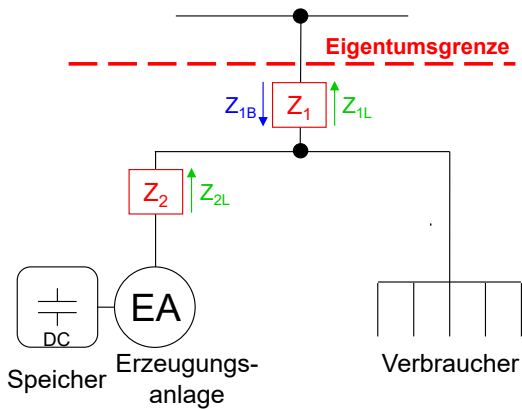 Eigentumsgrenze
Z1B Z1 Z1L
Z2 Z2L
EA
DC
Speicher
Erzeugungs-
anlage
Verbraucher